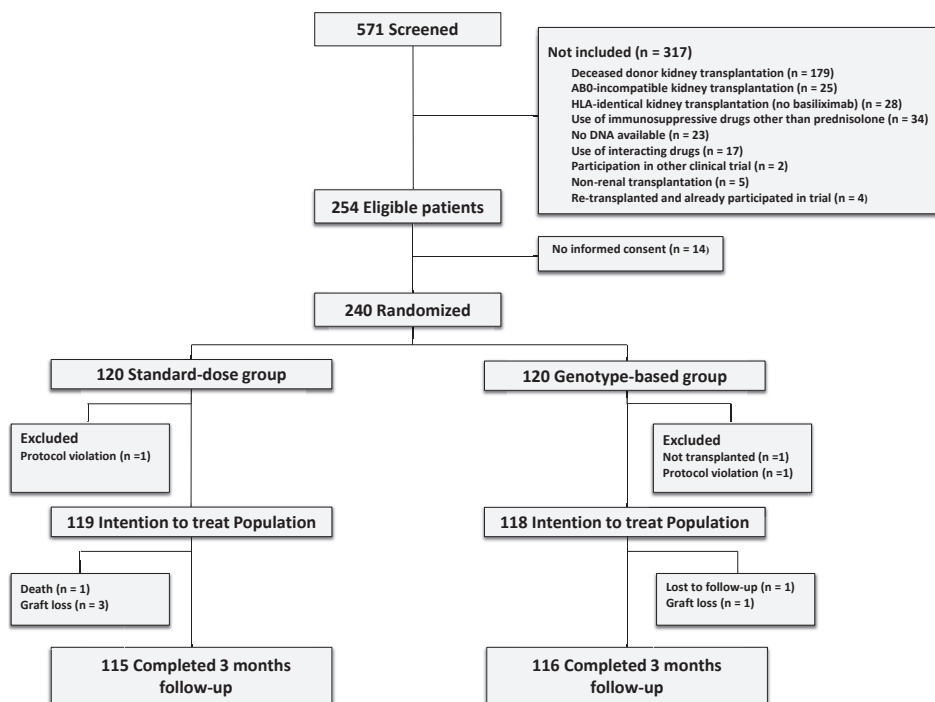 571 Screened
Not included (n = 317)
Deceased donor kidney transplantation (n = 179)
AB0-incompatible kidney transplantation (n = 25)
HLA-identical kidney transplantation (no basiliximab) (n = 28)
Use of immunosuppressive drugs other than prednisolone (n = 34)
No DNA available (n = 23)
Use of interacting drugs (n = 17)
Participation in other clinical trial (n = 2)
Non-renal transplantation (n = 5)
Re-transplanted and already participated in trial (n = 4)
254 Eligible patients
No informed consent (n = 14)
240 Randomized
120 Standard-dose group
120 Genotype-based group
Excluded
Protocol violation (n =1)
Excluded
Not transplanted (n =1)
Protocol violation (n =1)
119 Intention to treat Population
118 Intention to treat Population
Death (n = 1)
Graft loss (n = 3)
Lost to follow-up (n = 1)
Graft loss (n = 1)
115 Completed 3 months
follow-up
116 Completed 3 months
follow-up